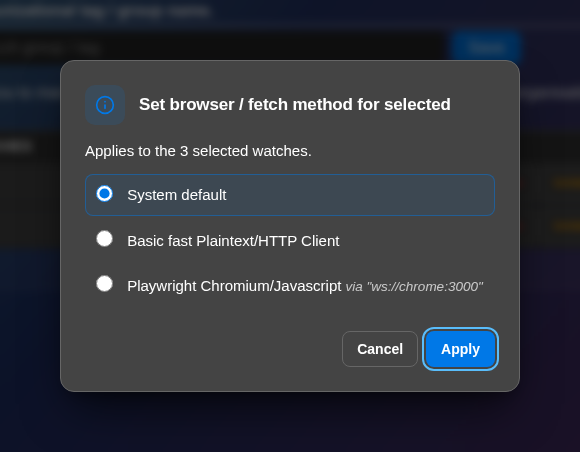 Set browser / fetch method for selected
Applies to the 3 selected watches.
System default
Basic fast Plaintext/HTTP Client
Playwright Chromium/Javascript via "ws://chrome:3000"
Cancel
Apply